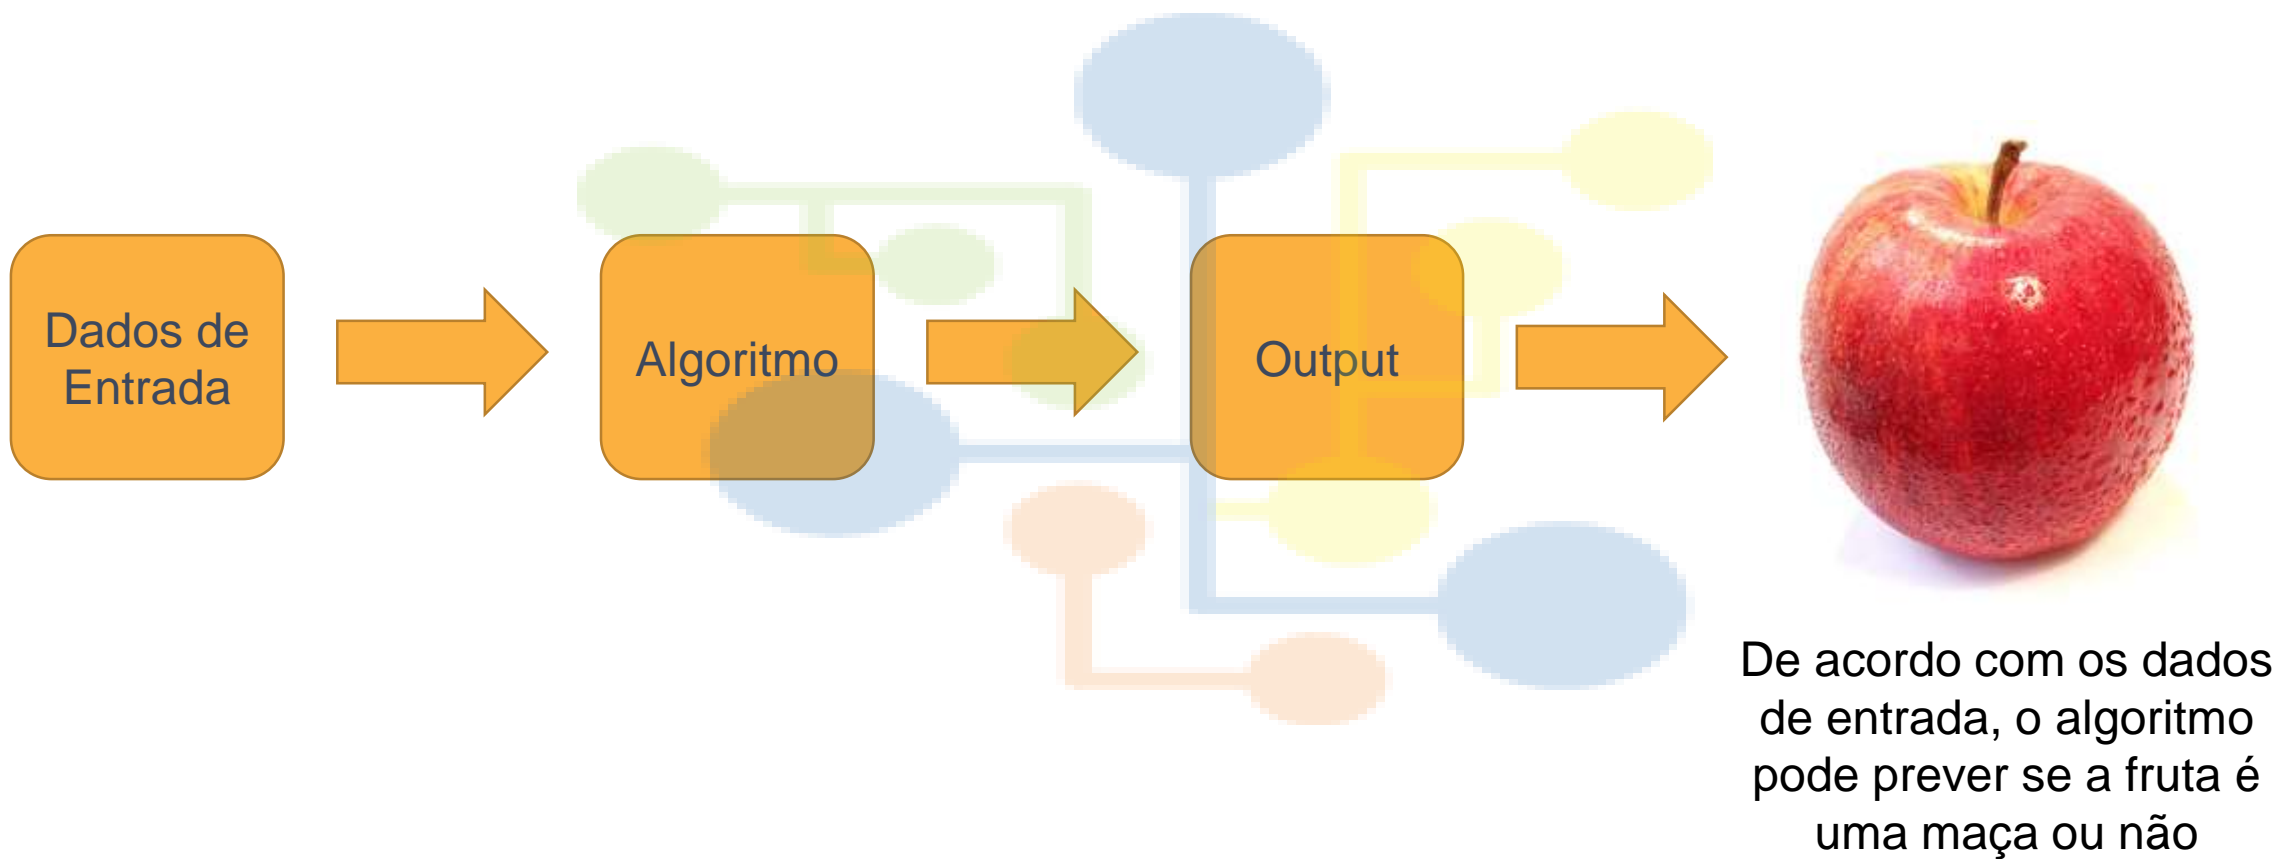 Dados de
Entrada
Algoritmo
Output
De acordo com os dados
de entrada, o algoritmo
pode prever se a fruta é
uma maça ou não